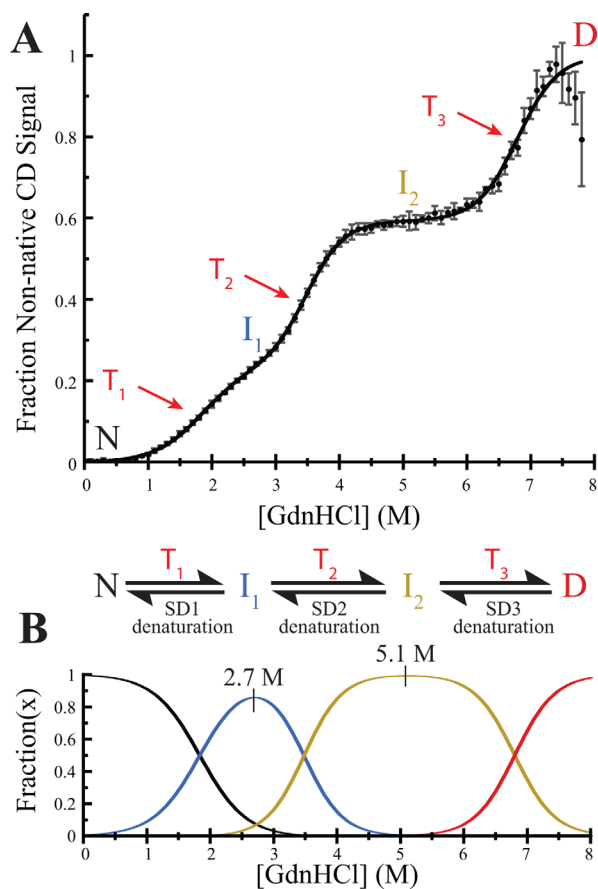 A
D
1
T3
0.8
I2
0.6
T2
0.4
I1
0.2
T1
N
0
Fraction Non-native CD Signal
0 1 2 3 4 5 6 7 8
[GdnHCl] (M)
T1 T2 T3
N I1 I2 D
SD1 SD2 SD3
denaturation denaturation denaturation
B
2.7 M 5.1 M
1
0.8
0.6
0.4
0.2
0
Fraction(x)
0 1 2 3 4 5 6 7 8
[GdnHCl] (M)